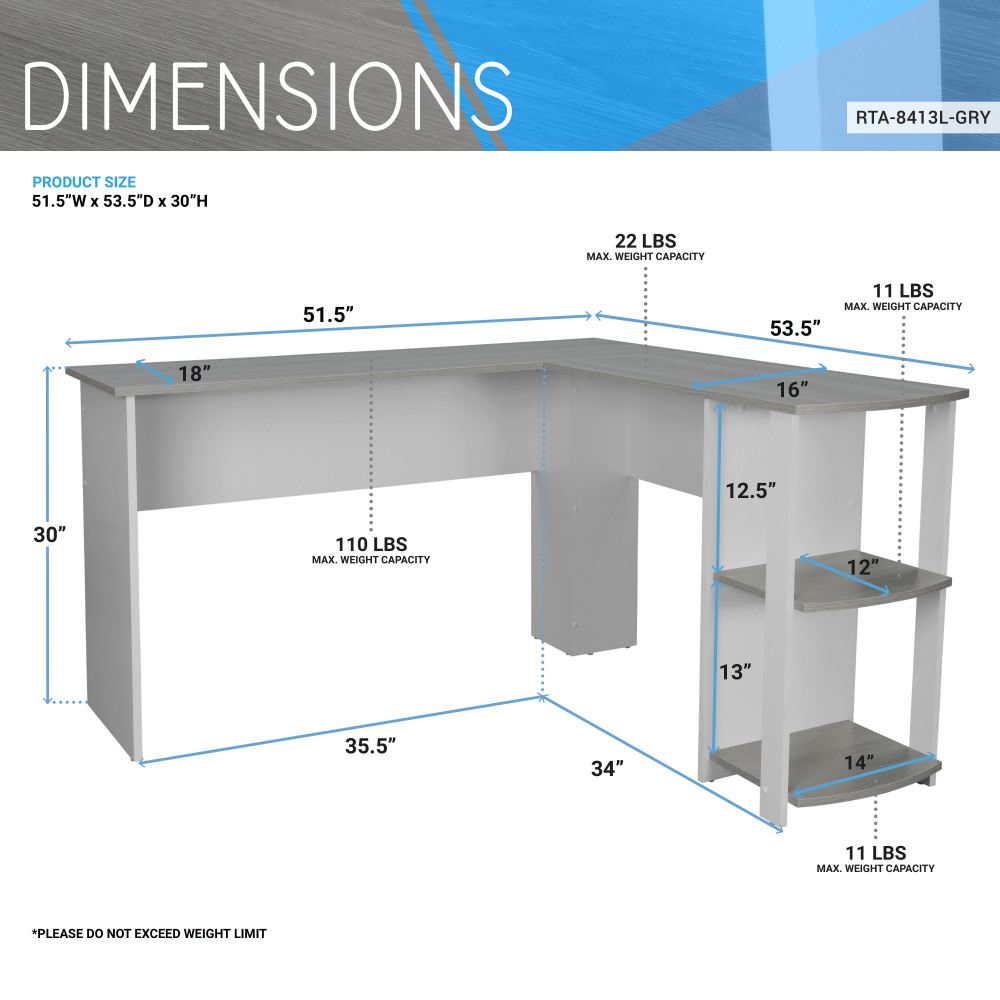 DIMENSIONS
RTA-8413L-GRY
PRODUCT SIZE
51.5”W x 53.5”D x 30”H
22 LBS
MAX. WEIGHT CAPACITY
11 LBS
MAX. WEIGHT CAPACITY
51.5”
53.5”
18”
16”
12.5”
30”
110 LBS
MAX. WEIGHT CAPACITY
12”
13”
35.5”
34”
14”
11 LBS
MAX. WEIGHT CAPACITY
*PLEASE DO NOT EXCEED WEIGHT LIMIT